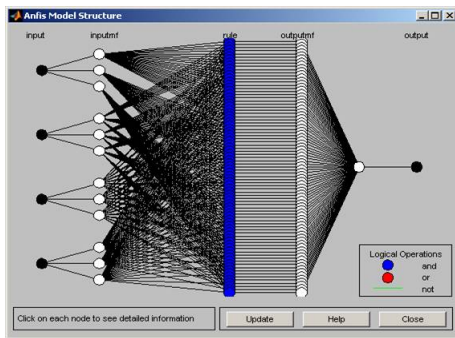 Anfis Model Structure
input inputmf rule outputmf output
Logical Operations
and
or
not
Click on each node to see detailed information
Update Help Close